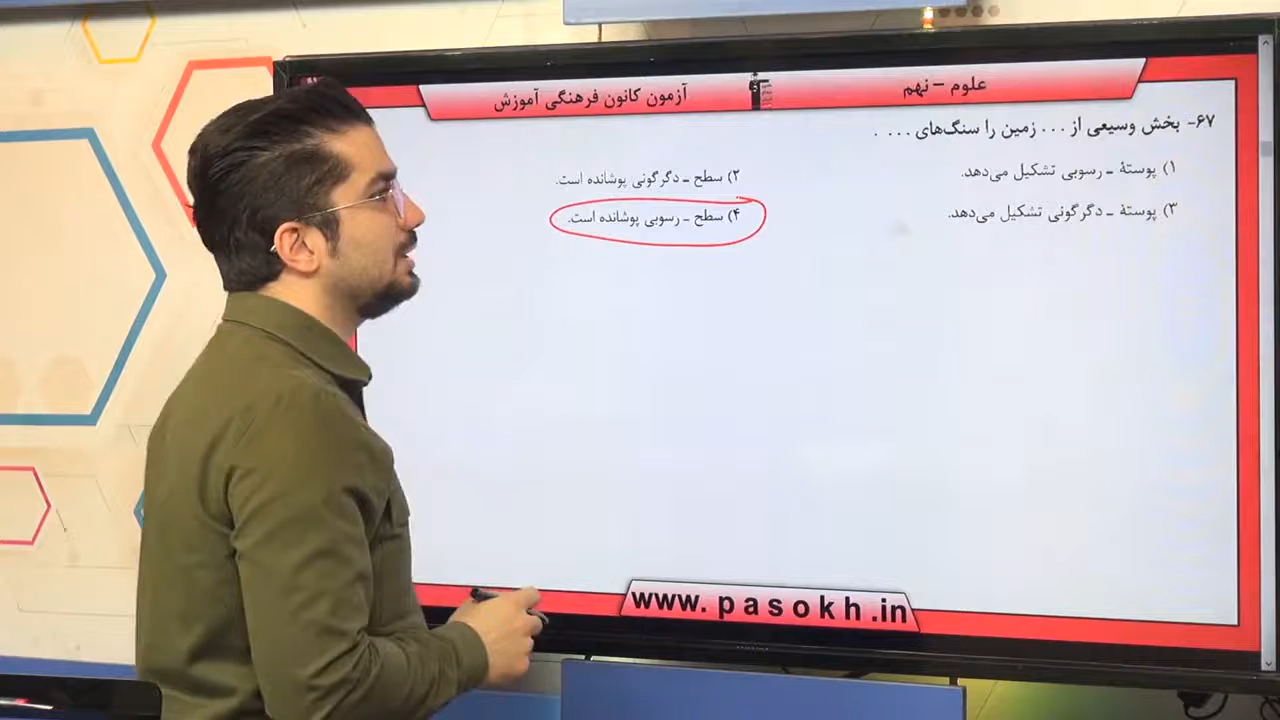 علوم – نهم
آزمون کانون فرهنگی آموزش
۶۷- بخش وسیعی از ... زمین را سنگ‌های .... .
۱) پوستهٔ ـ رسوبی تشکیل می‌دهد.
۲) سطح ـ دگرگونی پوشانده است.
۳) پوستهٔ ـ دگرگونی تشکیل می‌دهد.
۴) سطح ـ رسوبی پوشانده است.
www.pasokh.in